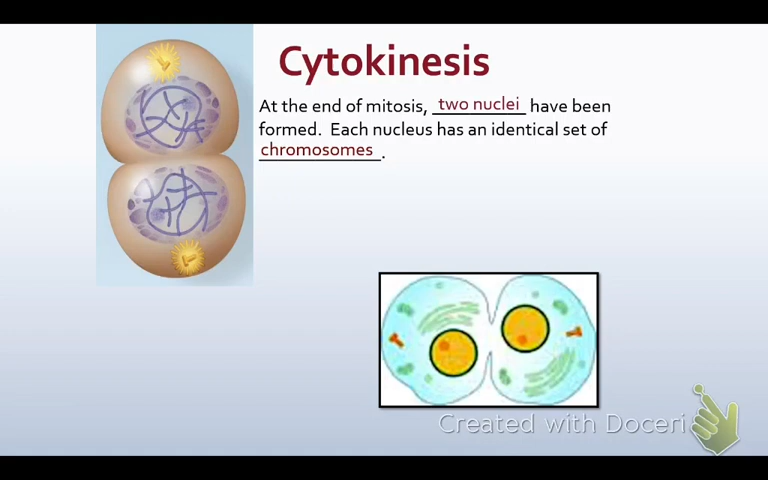 Cytokinesis
At the end of mitosis, two nuclei have been
formed. Each nucleus has an identical set of
chromosomes.
Created with Doceri